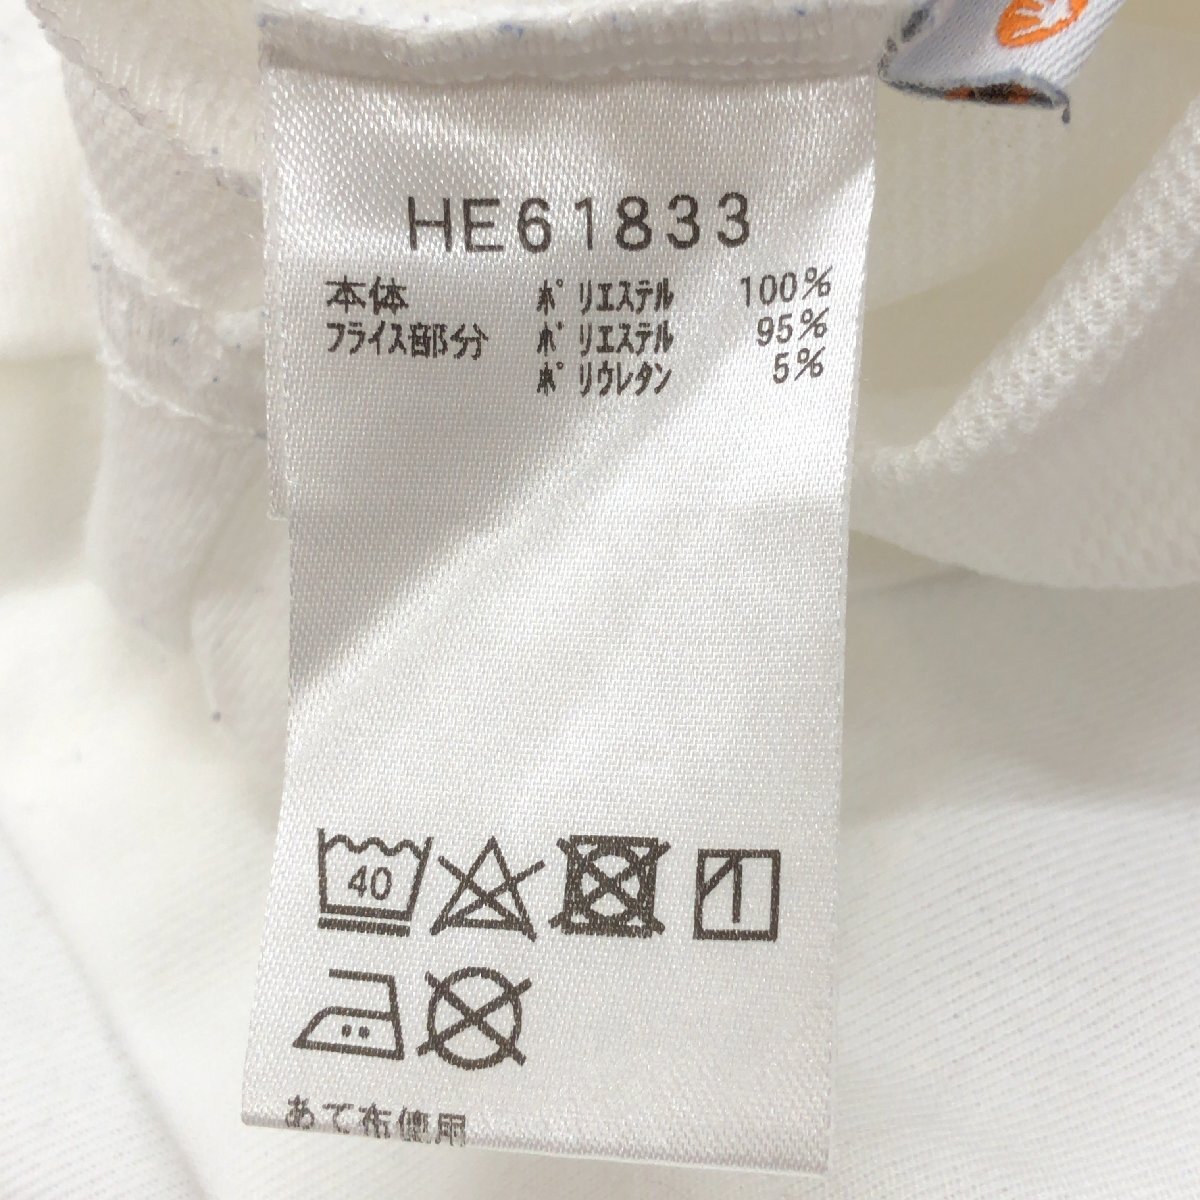 HE61833
本体 ポリエステル 100%
フライス部分 ポリエステル 95%
ポリウレタン 5%
40
あて布使用